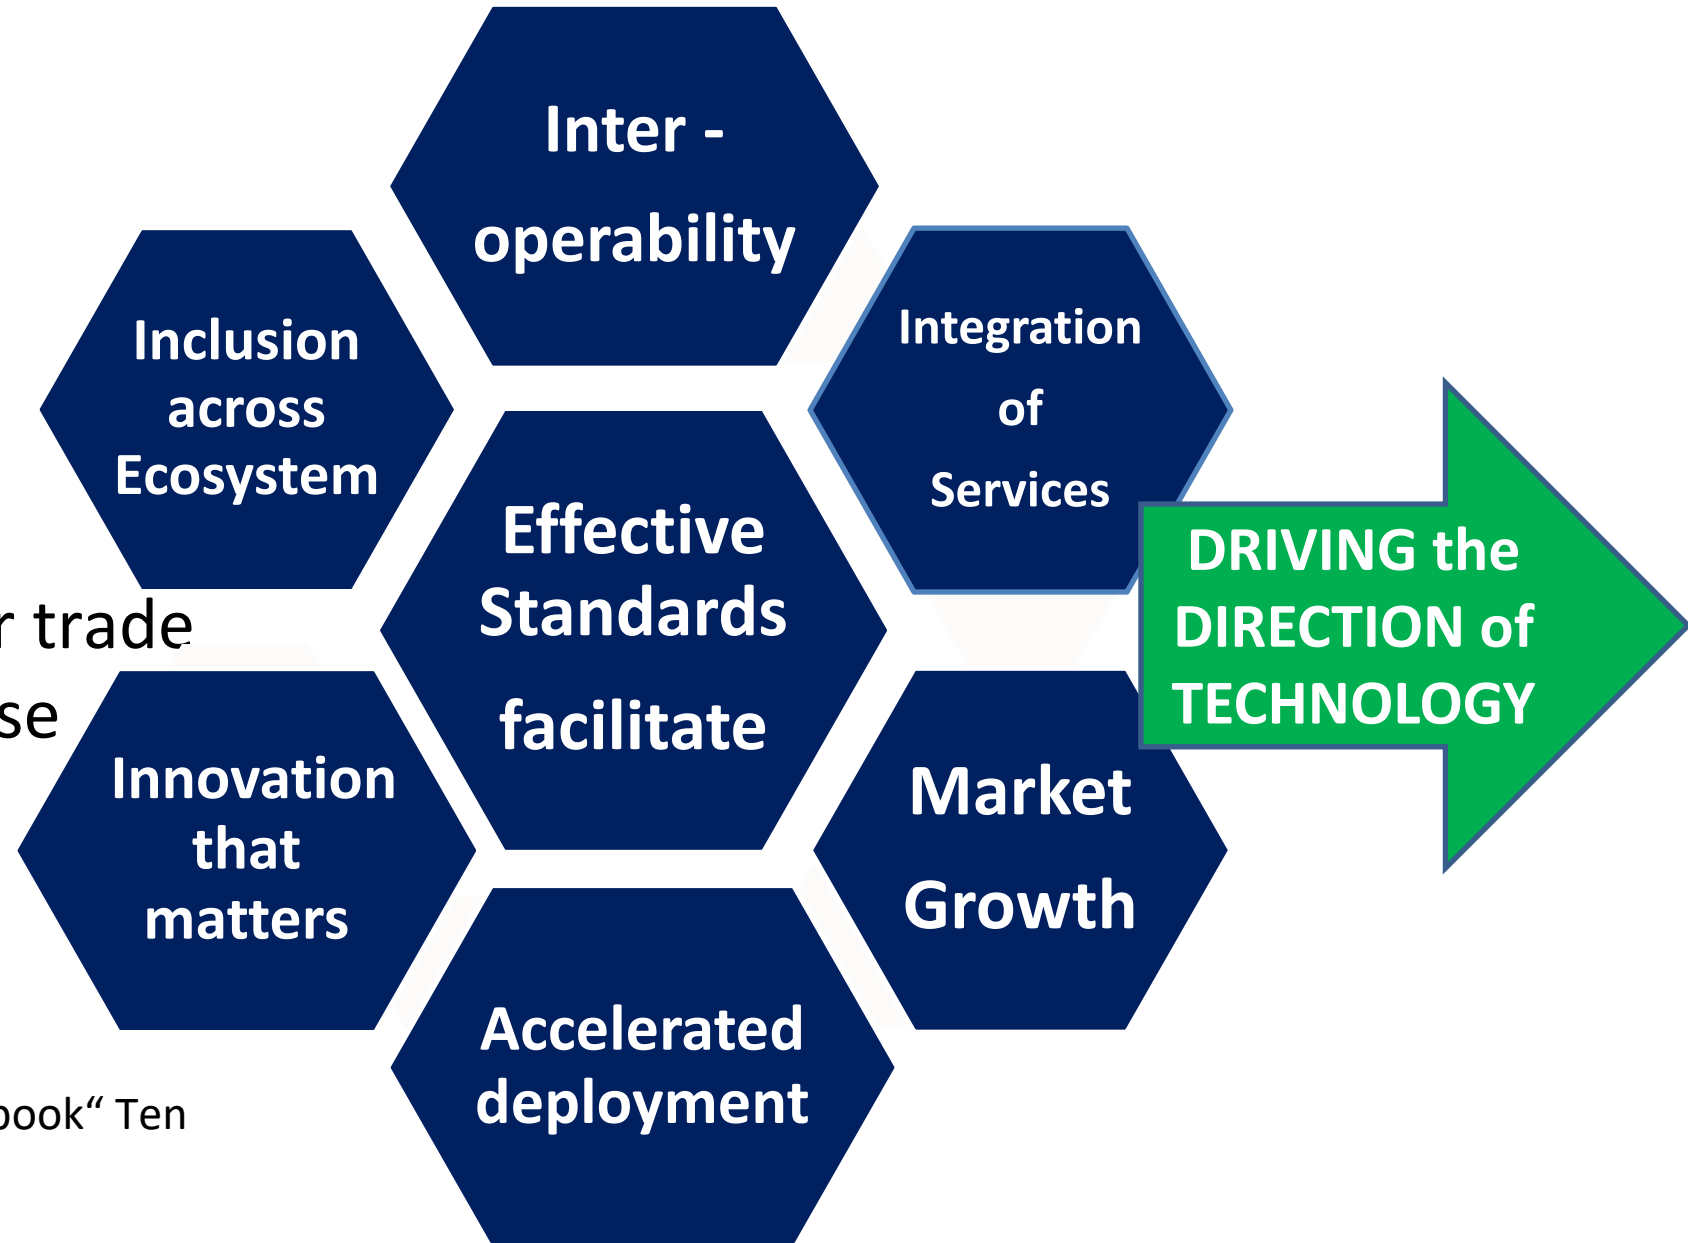 Inter -
operability
Integration
of
Services
Inclusion
across
Ecosystem
Effective
Standards
facilitate
DRIVING the
DIRECTION of
TECHNOLOGY
r trade
se
Innovation
that
matters
Market
Growth
Accelerated
deployment
book“ Ten